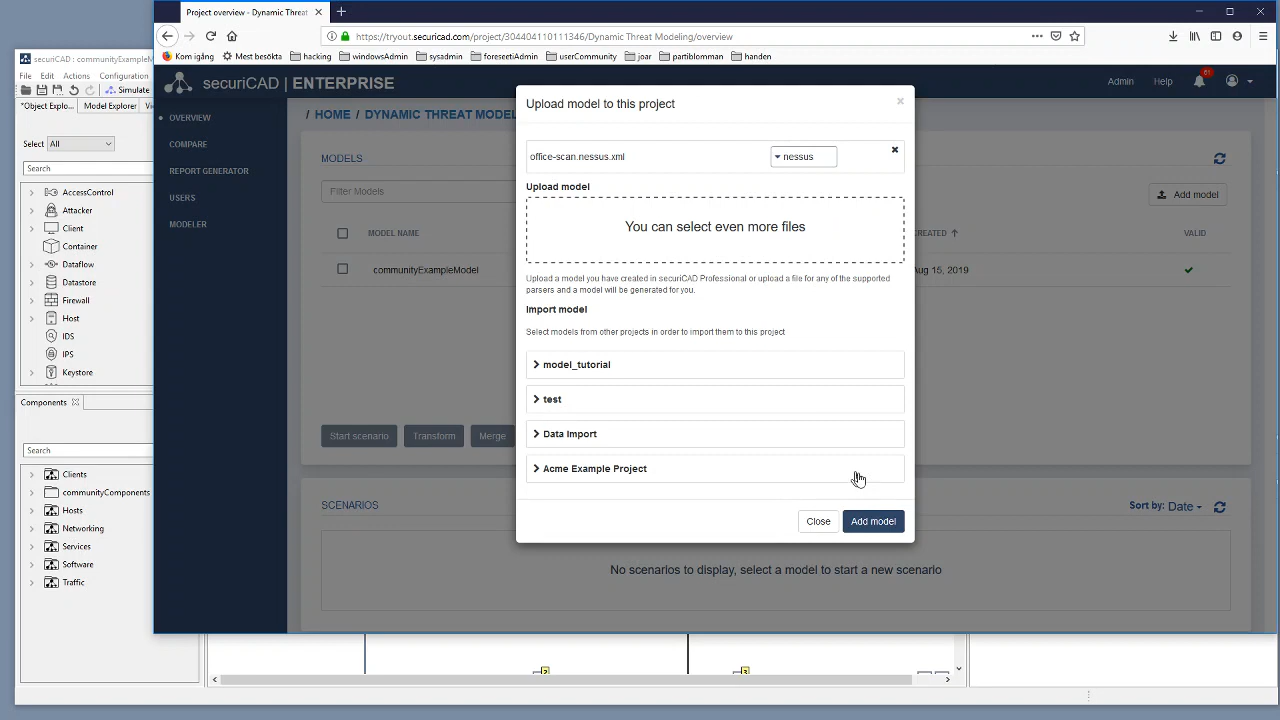 Project overview - Dynamic Threat
https://tryout.securicad.com/project/304404110111346/Dynamic Threat Modeling/overview
Kom igång
Mest besökta
hacking
windowsAdmin
sysadmin
foresetiAdmin
userCommunity
joar
partiblomman
handen
securiCAD | ENTERPRISE
Admin
Help
OVERVIEW
COMPARE
REPORT GENERATOR
USERS
MODELER
/ HOME / DYNAMIC THREAT MODEL
MODELS
Filter Models
Add model
MODEL NAME
CREATED
VALID
communityExampleModel
Aug 15, 2019
Start scenario
Transform
Merge
SCENARIOS
Sort by: Date
No scenarios to display, select a model to start a new scenario
Upload model to this project
office-scan.nessus.xml
nessus
Upload model
You can select even more files
Upload a model you have created in securiCAD Professional or upload a file for any of the supported
parsers and a model will be generated for you.
Import model
Select models from other projects in order to import them to this project
model_tutorial
test
Data Import
Acme Example Project
Close
Add model
securiCAD : communityExampleM
File
Edit
Actions
Configuration
Simulate
*Object Explo...
Model Explorer
Select
All
Search
AccessControl
Attacker
Client
Container
Dataflow
Datastore
Firewall
Host
IDS
IPS
Keystore
Components
Search
Clients
communityComponents
Hosts
Networking
Services
Software
Traffic
2
3